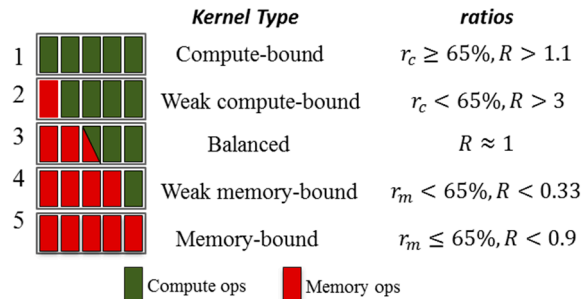 Kernel Type ratios
1 Compute-bound r_c ≥ 65%, R > 1.1
2 Weak compute-bound r_c < 65%, R > 3
3 Balanced R ≈ 1
4 Weak memory-bound r_m < 65%, R < 0.33
5 Memory-bound r_m ≤ 65%, R < 0.9
Compute ops Memory ops